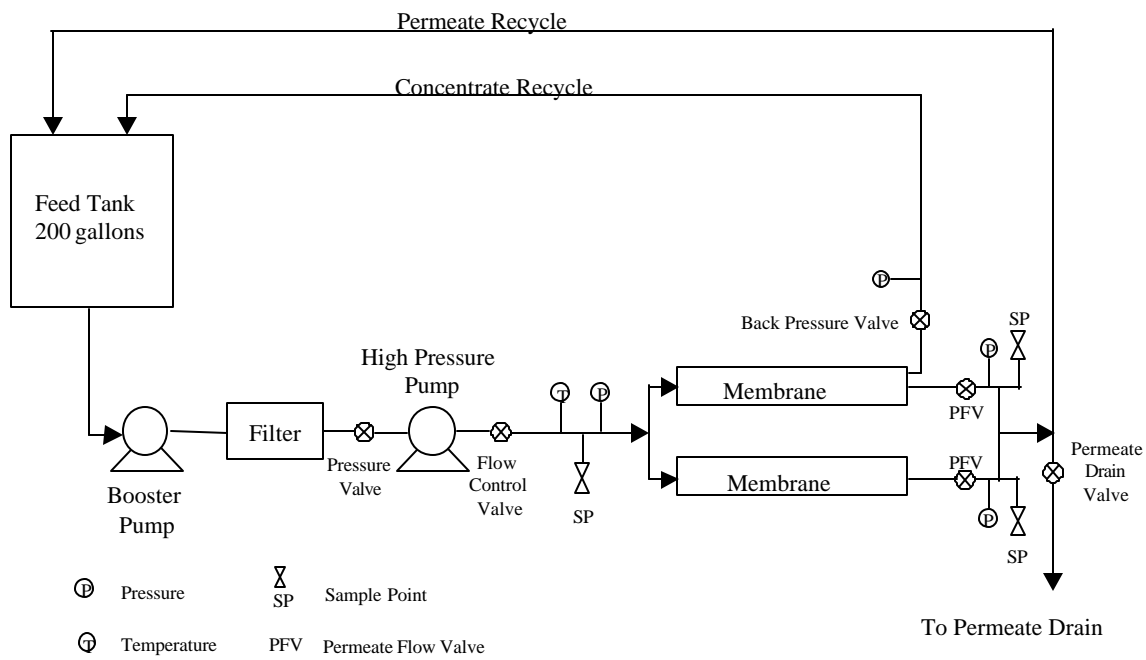 Permeate Recycle
Concentrate Recycle
Feed Tank
200 gallons
P
Back Pressure Valve
SP
P
High Pressure
Pump
T
P
Membrane
PFV
Filter
Pressure
Valve
Flow
Control
Valve
SP
Booster
Pump
Membrane
PFV
P
SP
Permeate
Drain
Valve
P
Pressure
SP
Sample Point
T
Temperature
PFV
Permeate Flow Valve
To Permeate Drain